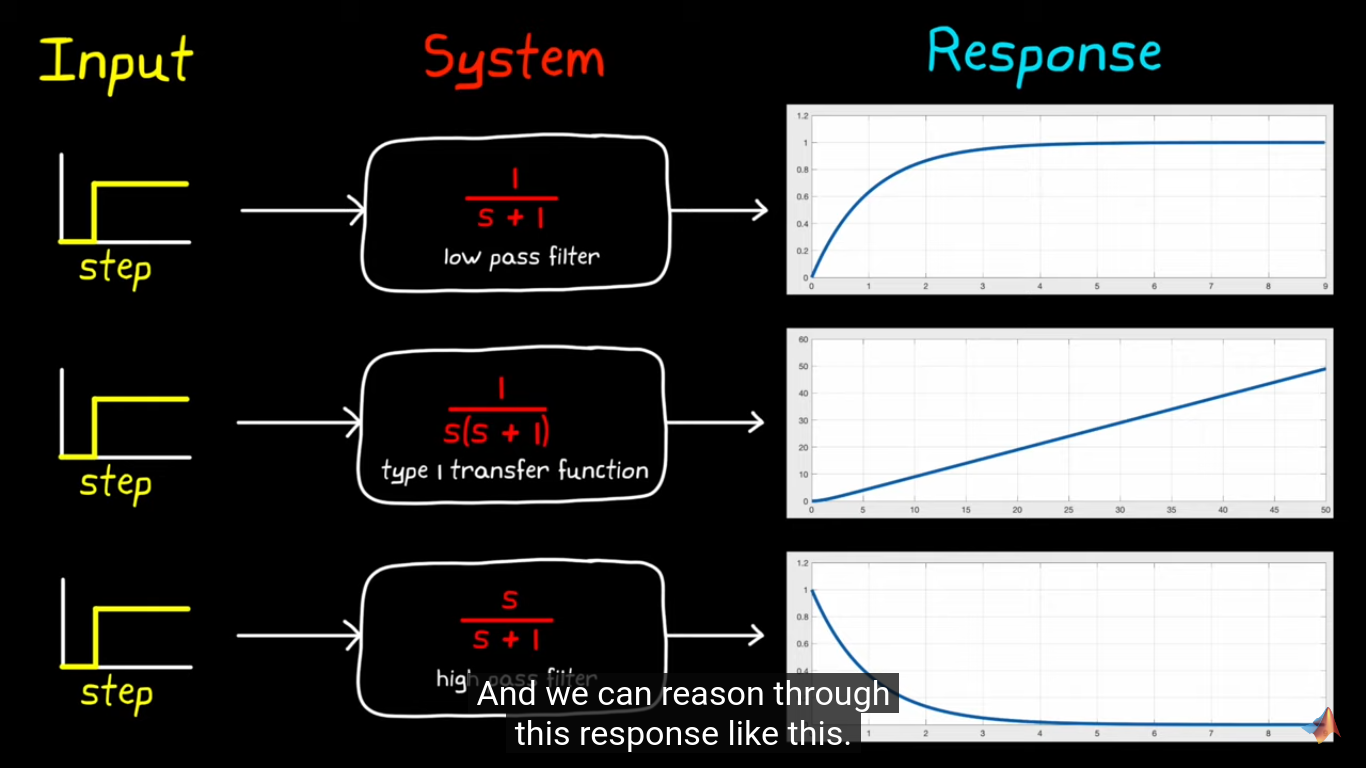 Input System Response
1
s + 1
low pass filter
step
1.2
1
0.8
0.6
0.4
0.2
0
0 1 2 3 4 5 6 7 8 9
1
s(s + 1)
type 1 transfer function
step
60
50
40
30
20
10
0
0 5 10 15 20 25 30 35 40 45 50
s
s + 1
high pass filter
step
1.2
1
0.8
0.6
0.4
1 2 3 4 5 6 7 8
And we can reason through
this response like this.